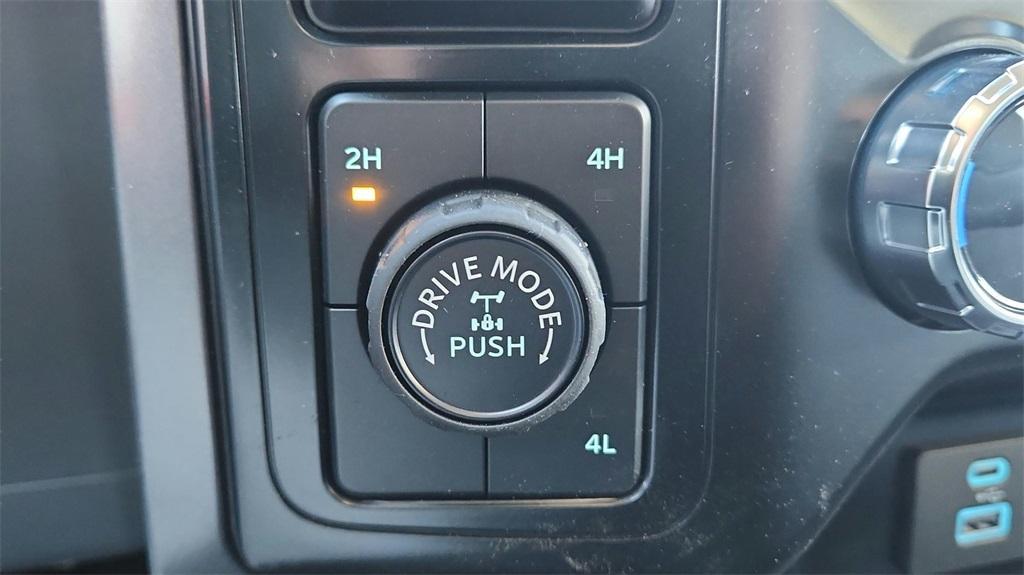 2H
4H
DRIVE MODE
PUSH
4L